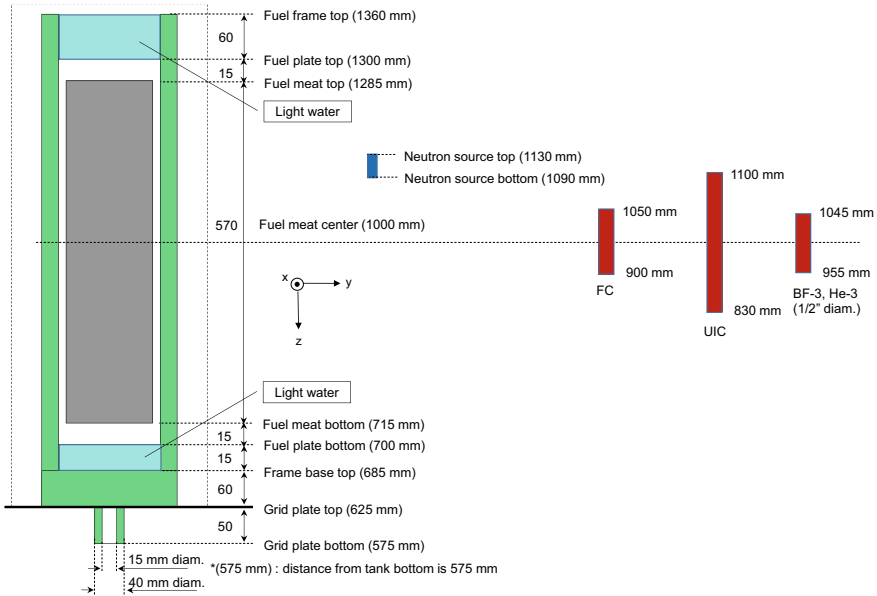 Fuel frame top (1360 mm)
60
Fuel plate top (1300 mm)
15
Fuel meat top (1285 mm)
Light water
Neutron source top (1130 mm)
Neutron source bottom (1090 mm)
1100 mm
1050 mm
1045 mm
570
Fuel meat center (1000 mm)
900 mm
955 mm
FC
BF-3, He-3
(1/2” diam.)
830 mm
UIC
x
y
z
Light water
Fuel meat bottom (715 mm)
15
Fuel plate bottom (700 mm)
15
Frame base top (685 mm)
60
Grid plate top (625 mm)
50
Grid plate bottom (575 mm)
15 mm diam.
*(575 mm) : distance from tank bottom is 575 mm
40 mm diam.